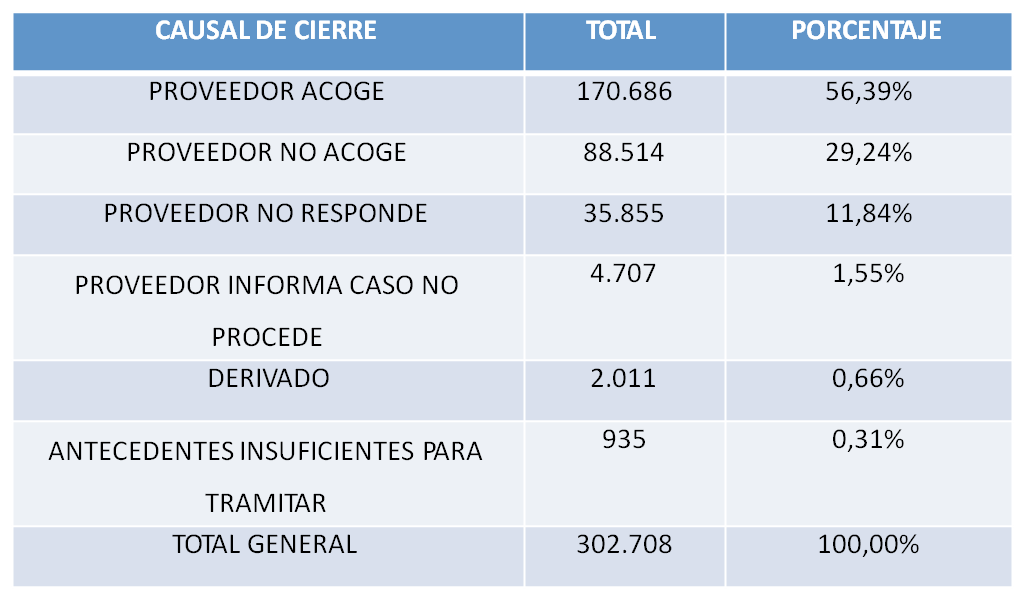 CAUSAL DE CIERRE TOTAL PORCENTAJE
PROVEEDOR ACOGE 170.686 56,39%
PROVEEDOR NO ACOGE 88.514 29,24%
PROVEEDOR NO RESPONDE 35.855 11,84%
PROVEEDOR INFORMA CASO NO 4.707 1,55%
PROCEDE
DERIVADO 2.011 0,66%
ANTECEDENTES INSUFICIENTES PARA 935 0,31%
TRAMITAR
TOTAL GENERAL 302.708 100,00%